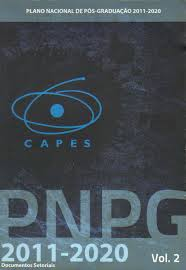 PLANO NACIONAL DE PÓS-GRADUAÇÃO 2011-2020
CAPES
PNPG
2011-2020
Documentos Setoriais
Vol. 2